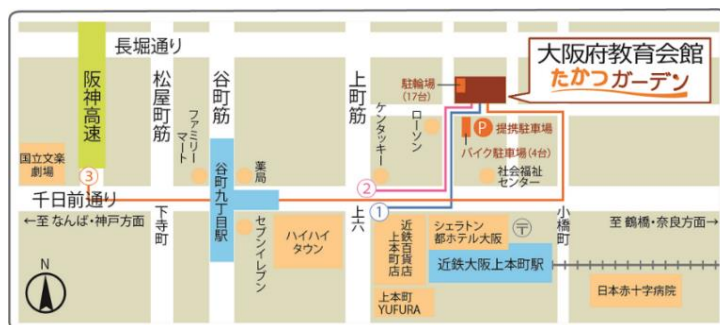 長堀通り
阪神高速
松屋町筋
谷町筋
上町筋
大阪府教育会館
たかつガーデン
駐輪場
(17台)
ファミリー
マート
ケンタッキー
ローソン
P 提携駐車場
バイク駐車場(4台)
国立文楽
劇場
3
谷町九丁目駅
薬局
2
社会福祉
センター
千日前通り
1
←至なんば・神戸方面
下寺町
セブンイレブン
ハイハイ
タウン
上六
近鉄百貨店
上本町店
シェラトン
都ホテル大阪
〒
小橋町
至鶴橋・奈良方面→
近鉄大阪上本町駅
N
上本町
YUFURA
日本赤十字病院